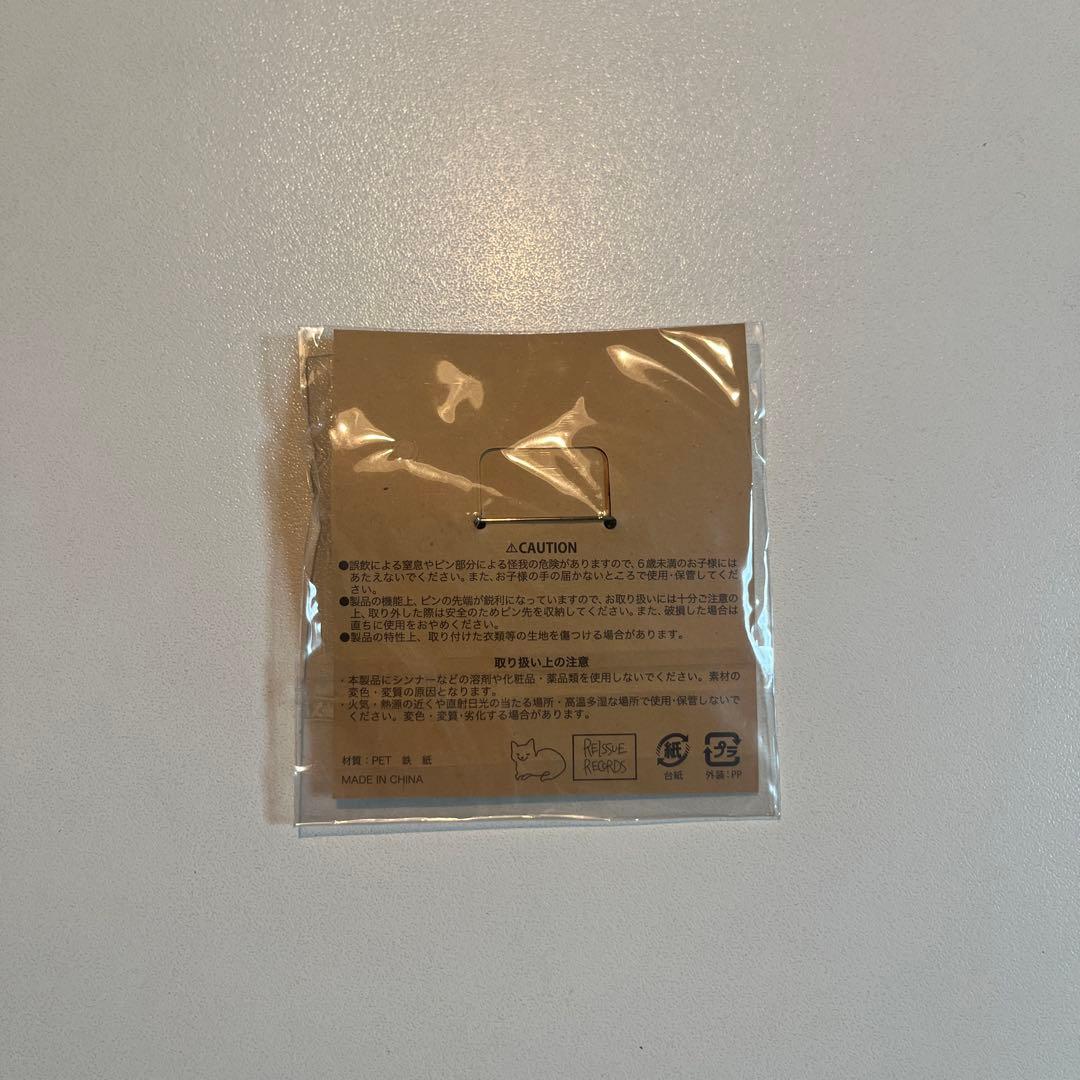 ⚠CAUTION
●誤飲による窒息やピン部分による怪我の危険がありますので、6歳未満のお子様には
あたえないでください。また、お子様の手の届かないところで使用・保管してくだ
さい。
●製品の機能上、ピンの先端が鋭利になっていますので、お取り扱いには十分ご注意の
上、取り外した際は安全のためピン先を収納してください。また、破損した場合は
直ちに使用をおやめください。
●製品の特性上、取り付けた衣類等の生地を傷つける場合があります。
取り扱い上の注意
・本製品にシンナーなどの溶剤や化粧品・薬品類を使用しないでください。素材の
変色・変質の原因となります。
・火気・熱源の近くや直射日光の当たる場所・高温多湿な場所で使用・保管しないで
ください。変色・変質・劣化する場合があります。
材質：PET 鉄 紙
MADE IN CHINA
REISSUE
RECORDS
紙
台紙
プラ
外装：PP